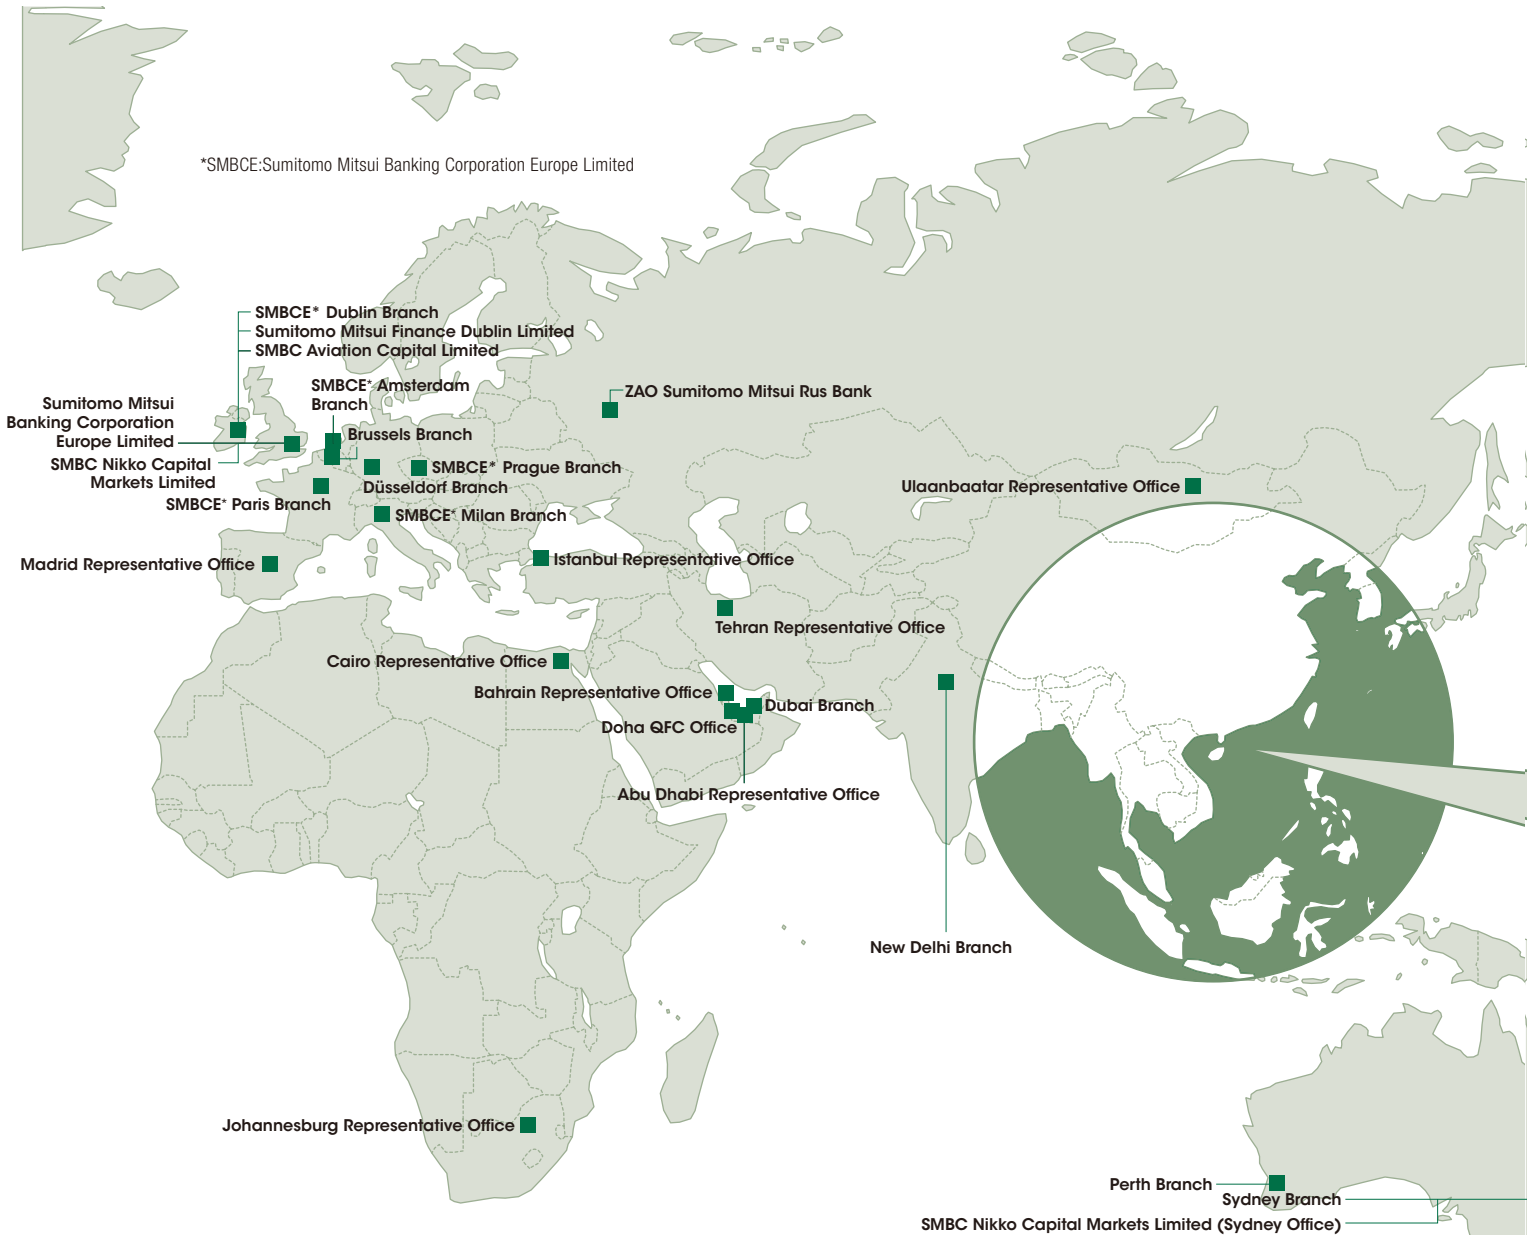 *SMBCE:Sumitomo Mitsui Banking Corporation Europe Limited
SMBCE* Dublin Branch
Sumitomo Mitsui Finance Dublin Limited
SMBC Aviation Capital Limited
SMBCE* Amsterdam
Branch
ZAO Sumitomo Mitsui Rus Bank
Sumitomo Mitsui
Banking Corporation
Europe Limited
Brussels Branch
SMBC Nikko Capital
Markets Limited
SMBCE* Prague Branch
Düsseldorf Branch
SMBCE* Paris Branch
SMBCE* Milan Branch
Ulaanbaatar Representative Office
Madrid Representative Office
Istanbul Representative Office
Tehran Representative Office
Cairo Representative Office
Bahrain Representative Office
Dubai Branch
Doha QFC Office
Abu Dhabi Representative Office
New Delhi Branch
Johannesburg Representative Office
Perth Branch
Sydney Branch
SMBC Nikko Capital Markets Limited (Sydney Office)